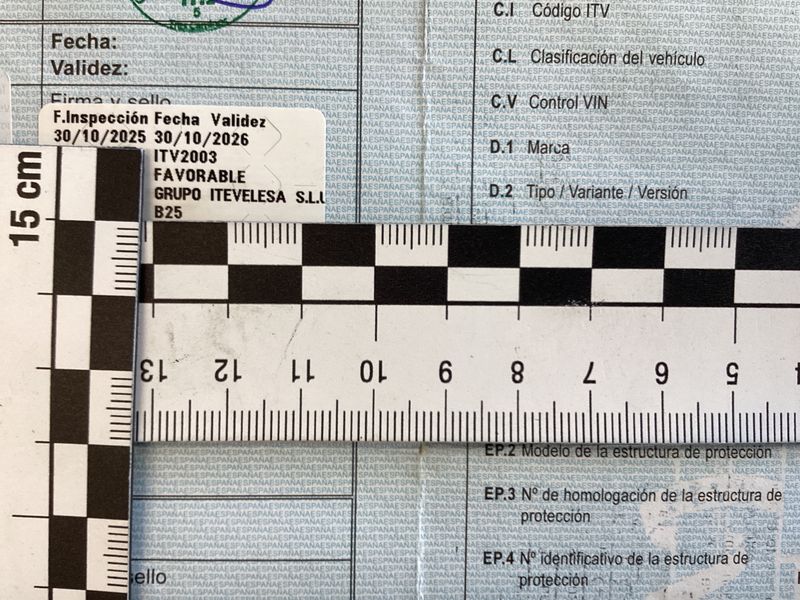 C.I Código ITV
Fecha:
Validez:
C.L Clasificación del vehículo
Firma y sello
C.V Control VIN
F.Inspección Fecha Validez
30/10/2025 30/10/2026
ITV2003
FAVORABLE
GRUPO ITEVELESA S.L.U
B25
D.1 Marca
D.2 Tipo / Variante / Versión
15 cm
13 12 11 10 9 8 7 6 5
EP.2 Modelo de la estructura de protección
EP.3 Nº de homologación de la estructura de
protección
EP.4 Nº identificativo de la estructura de
protección
sello